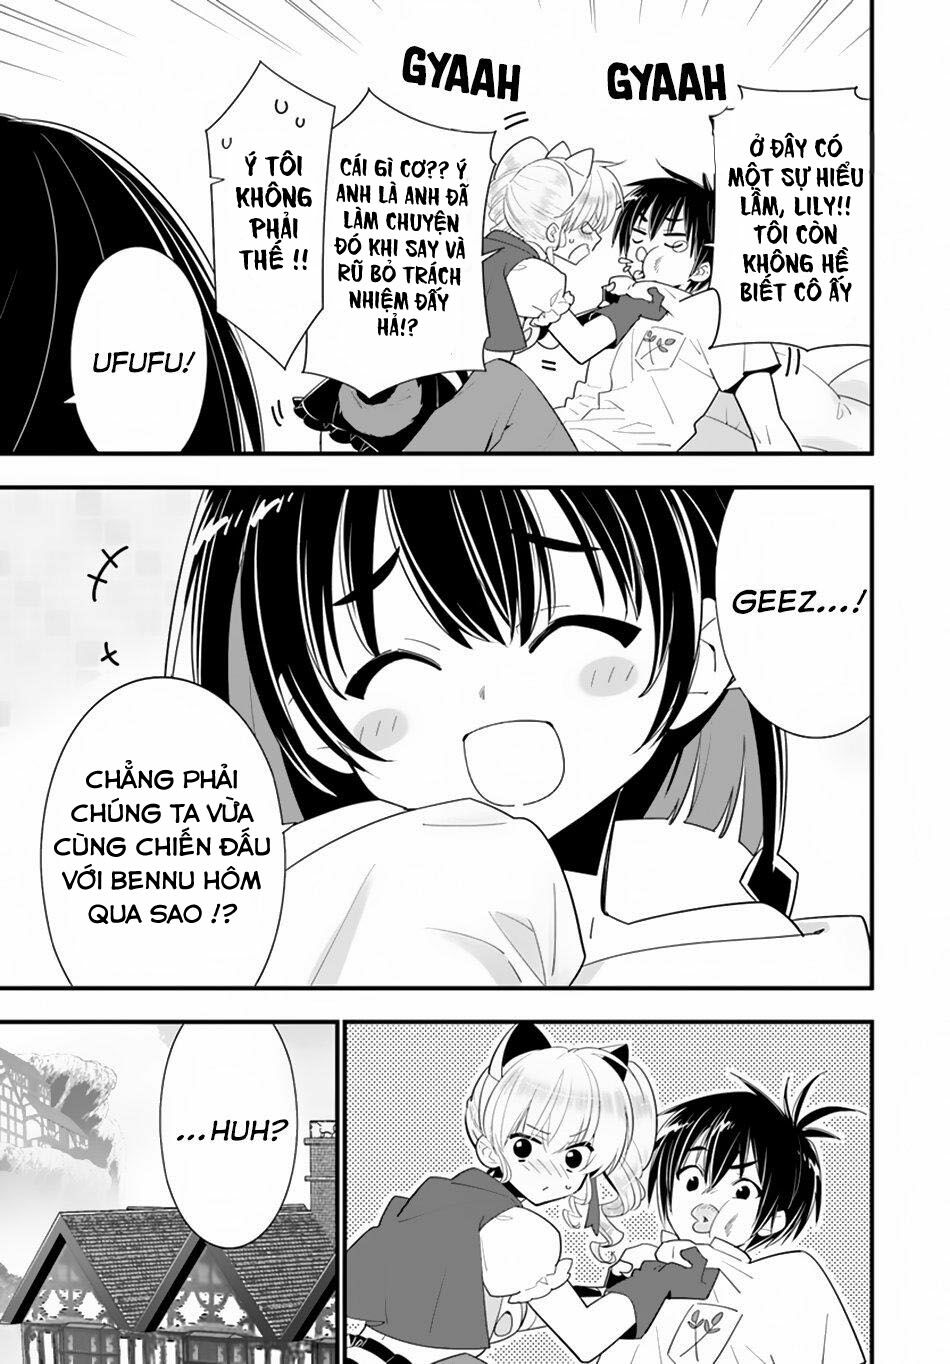 GYAAH
GYAAH
Ở ĐÂY CÓ
MỘT SỰ HIỂU
LẦM, LILY!!
TÔI CÒN
KHÔNG HỀ
BIẾT CÔ ẤY
CÁI GÌ CƠ?? Ý
ANH LÀ ANH ĐÃ
LÀM CHUYỆN
ĐÓ KHI SAY VÀ
RŨ BỎ TRÁCH
NHIỆM ĐẤY
HẢ!?
Ý TÔI
KHÔNG
PHẢI
THẾ !!
UFUFU!
GEEZ...!
CHẲNG PHẢI
CHÚNG TA VỪA
CÙNG CHIẾN ĐẤU
VỚI BENNU HÔM
QUA SAO !?
...HUH?